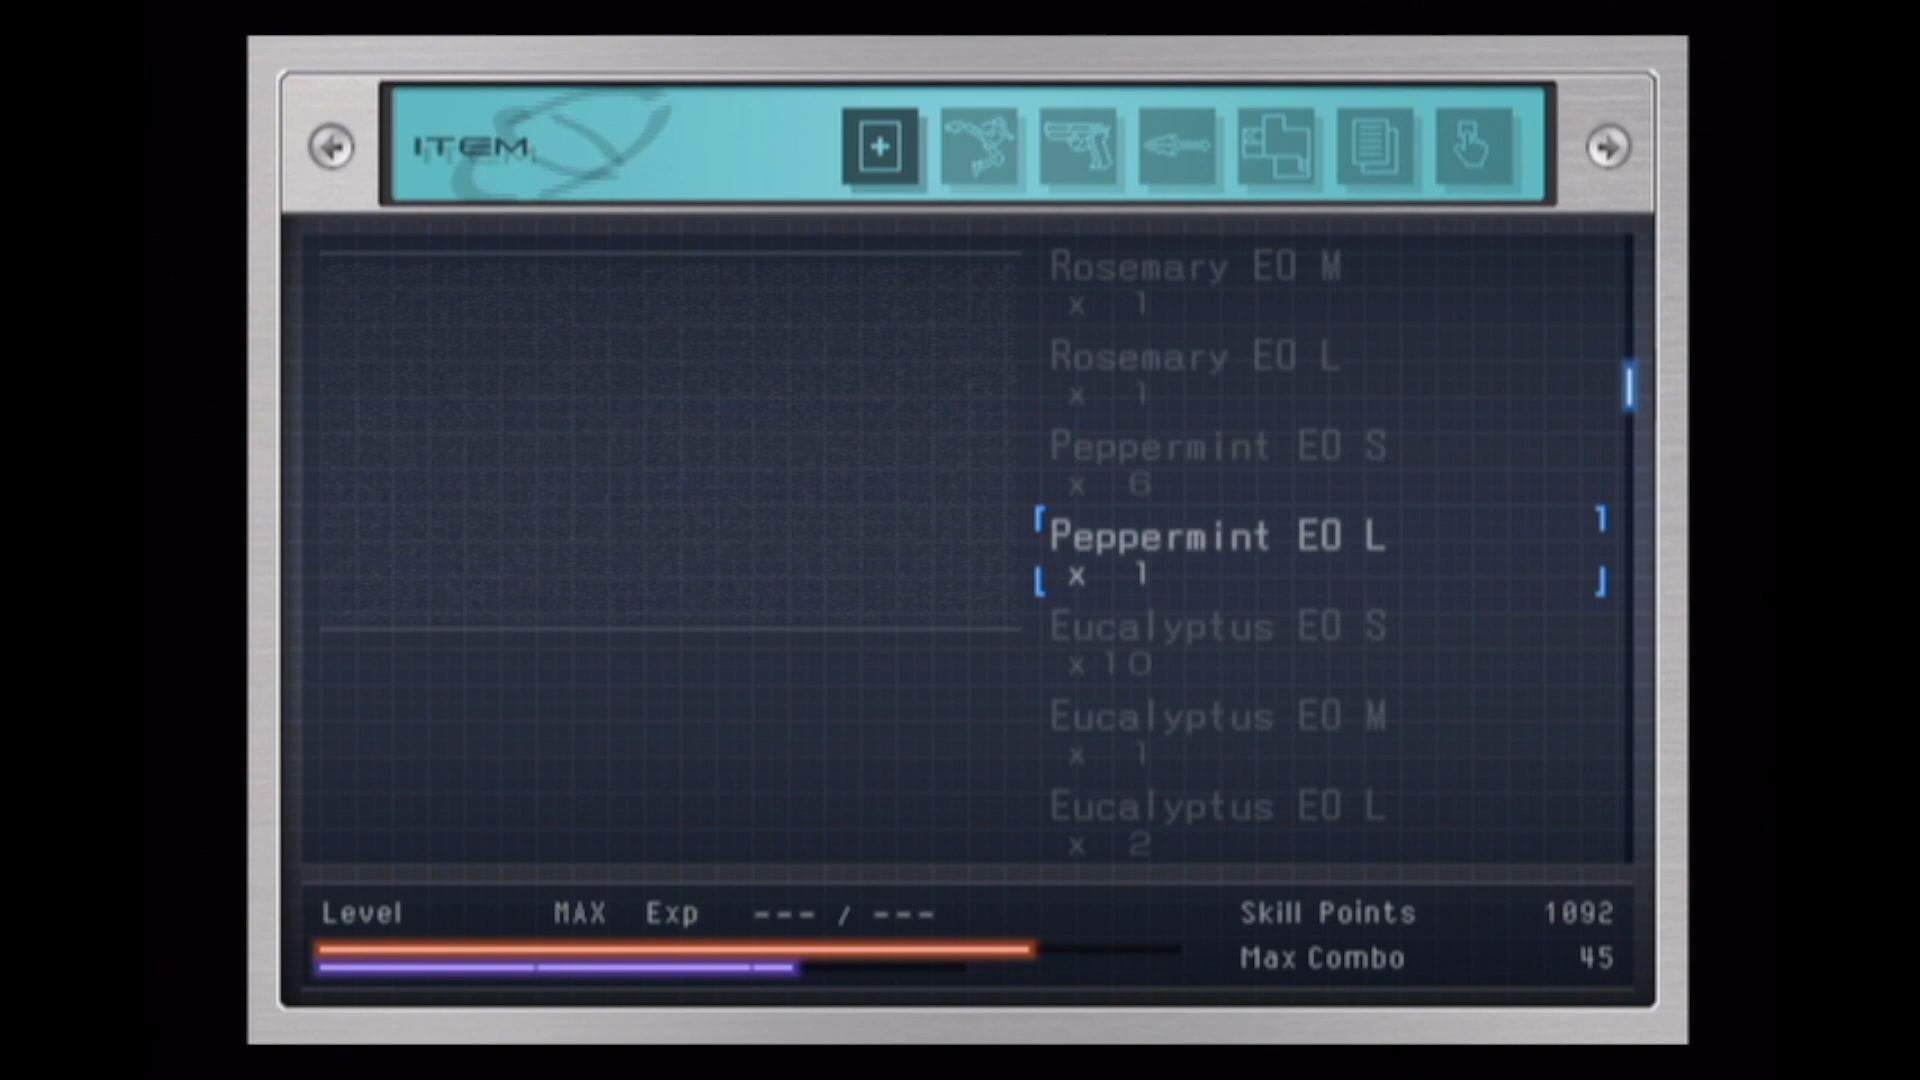 ITEM
Rosemary EO M
x 1
Rosemary EO L
x 1
Peppermint EO S
x 6
Peppermint EO L
x 1
Eucalyptus EO S
x 10
Eucalyptus EO M
x 1
Eucalyptus EO L
x 2
Level MAX Exp --- / ---
Skill Points 1092
Max Combo 45